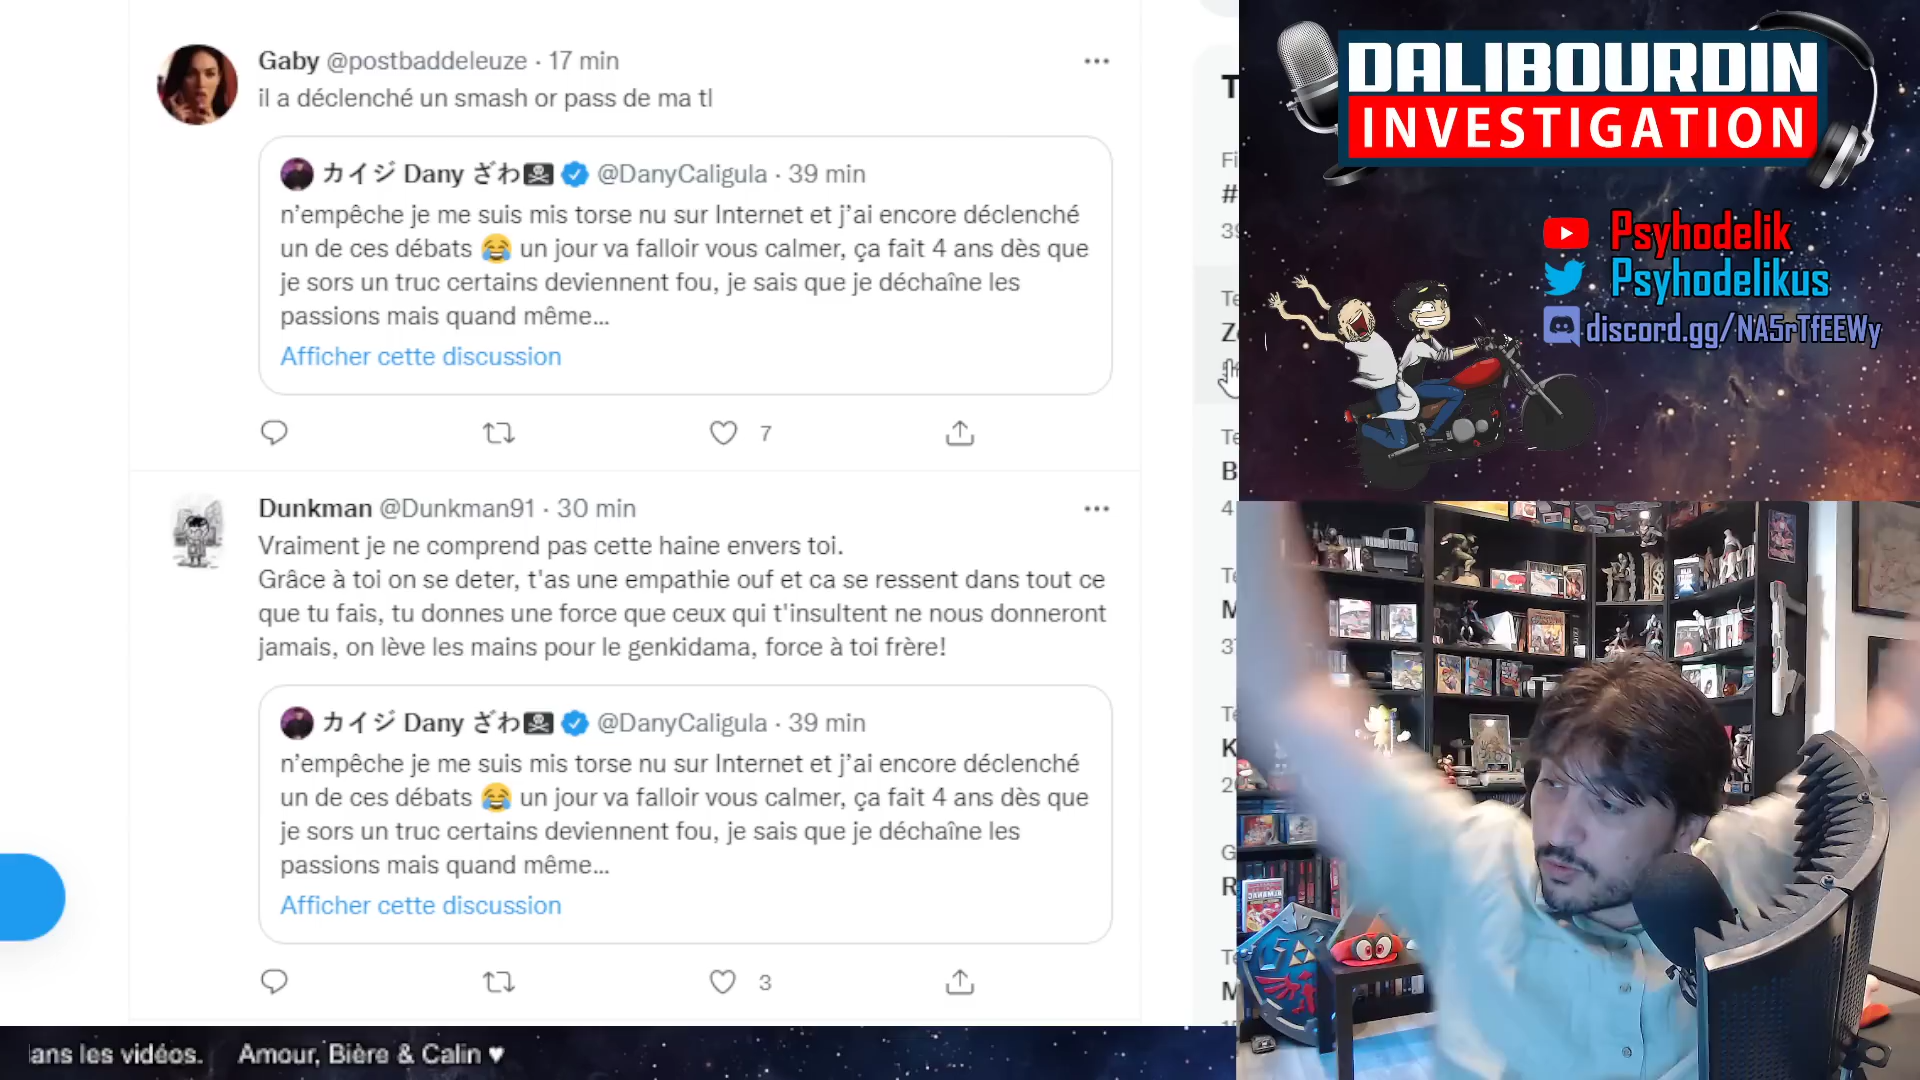 Gaby @postbaddeleuze · 17 min
il a déclenché un smash or pass de ma tl
カイジ Dany ざわ @DanyCaligula · 39 min
n’empêche je me suis mis torse nu sur Internet et j’ai encore déclenché
un de ces débats 😂 un jour va falloir vous calmer, ça fait 4 ans dès que
je sors un truc certains deviennent fou, je sais que je déchaîne les
passions mais quand même...
Afficher cette discussion
7
Dunkman @Dunkman91 · 30 min
Vraiment je ne comprend pas cette haine envers toi.
Grâce à toi on se deter, t'as une empathie ouf et ca se ressent dans tout ce
que tu fais, tu donnes une force que ceux qui t'insultent ne nous donneront
jamais, on lève les mains pour le genkidama, force à toi frère!
カイジ Dany ざわ @DanyCaligula · 39 min
n’empêche je me suis mis torse nu sur Internet et j’ai encore déclenché
un de ces débats 😂 un jour va falloir vous calmer, ça fait 4 ans dès que
je sors un truc certains deviennent fou, je sais que je déchaîne les
passions mais quand même...
Afficher cette discussion
3
DALIBOURDIN
INVESTIGATION
Psyhodelik
Psyhodelikus
discord.gg/NA5rTfEEWy
ans les vidéos. Amour, Bière & Calin ♥